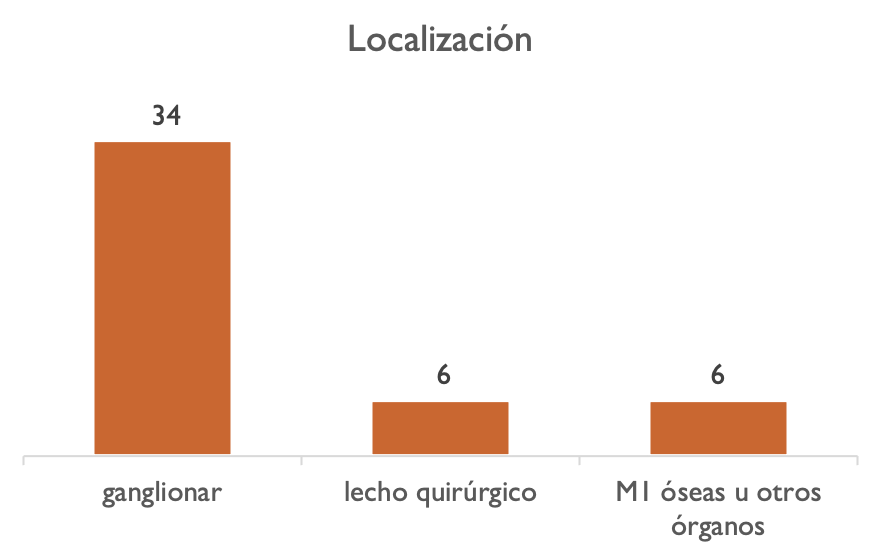 Localización
34
6
6
ganglionar
lecho quirúrgico
M1 óseas u otros
órganos